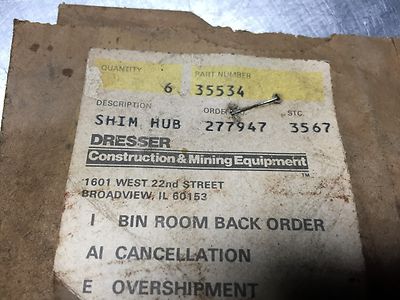 QUANTITY PART NUMBER
6 35534
DESCRIPTION ORDER STC.
SHIM HUB 277947 3567
DRESSER
Construction & Mining Equipment
TM
1601 WEST 22nd STREET
BROADVIEW, IL 60153
I BIN ROOM BACK ORDER
AI CANCELLATION
E OVERSHIPMENT